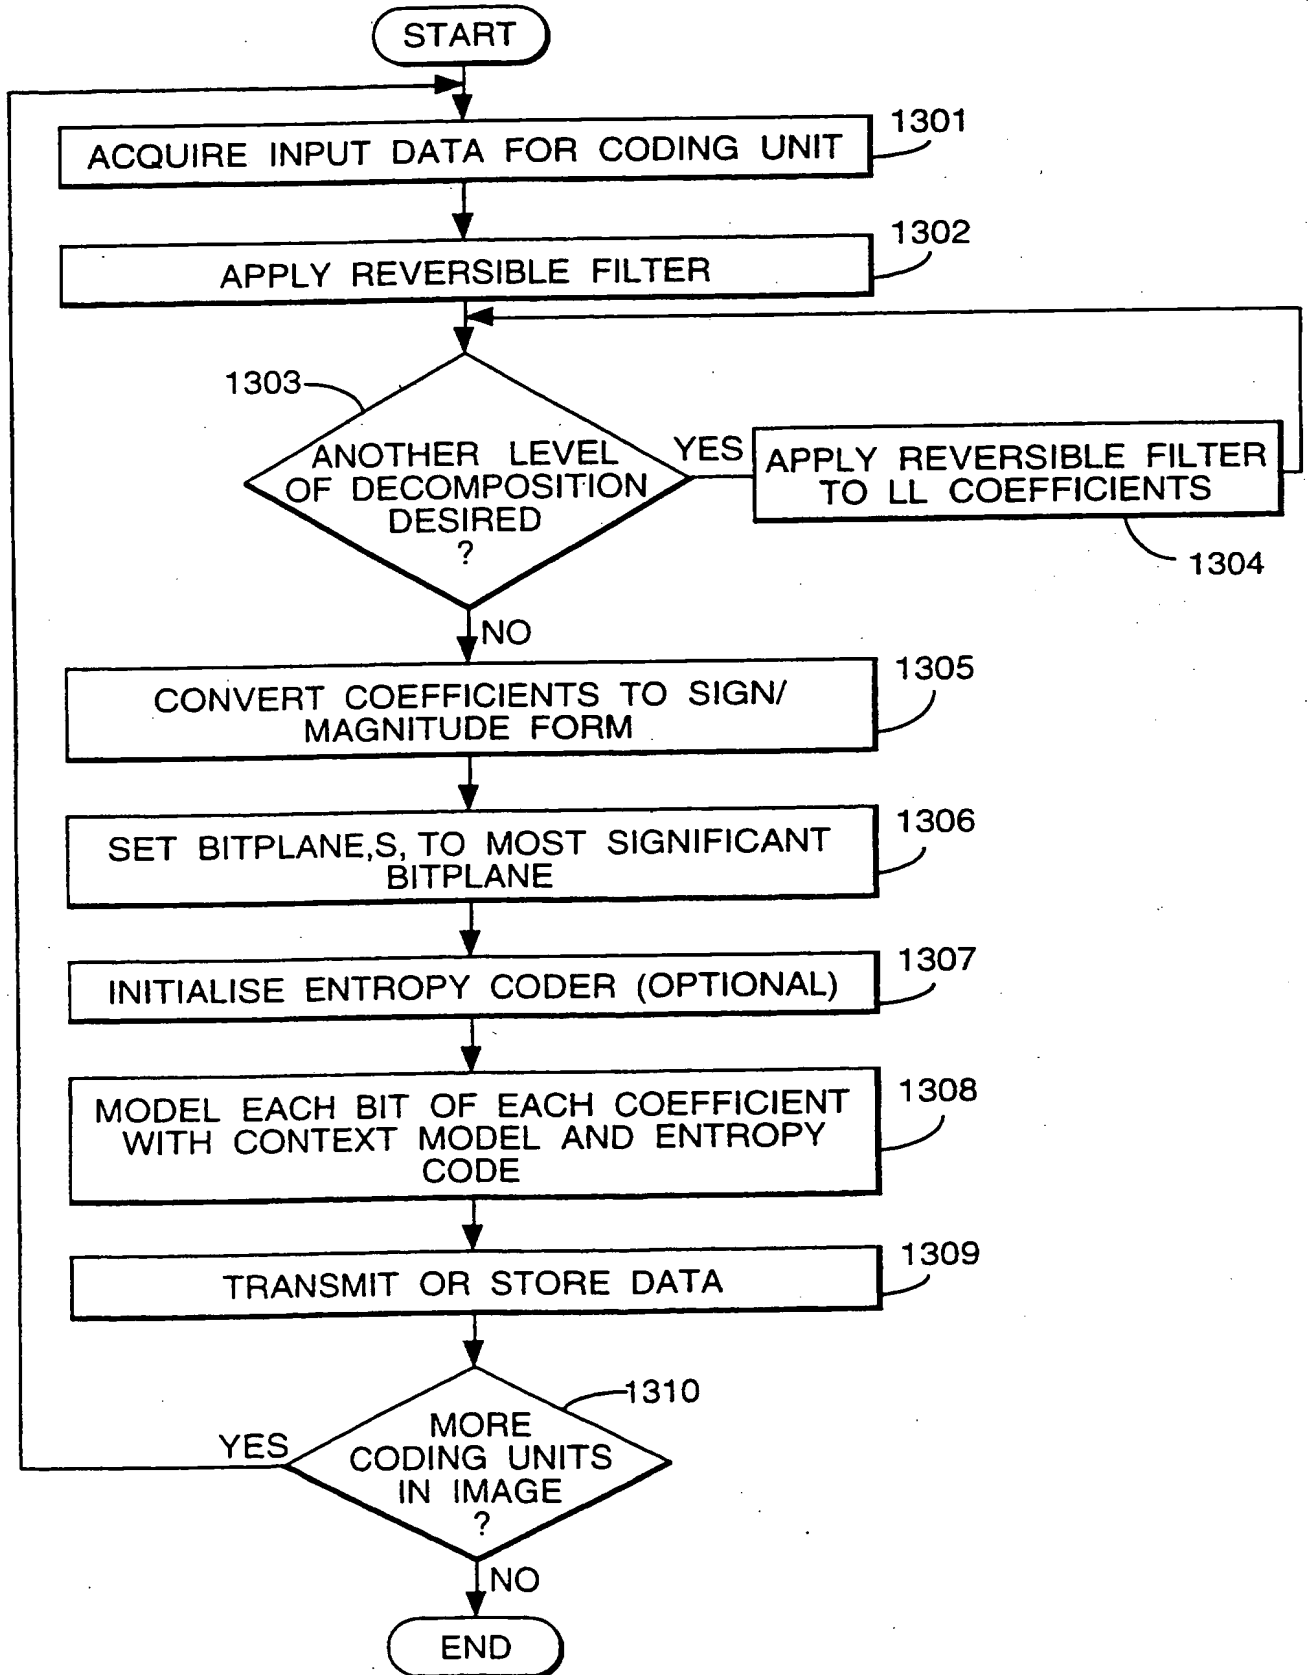 START
1301
ACQUIRE INPUT DATA FOR CODING UNIT
1302
APPLY REVERSIBLE FILTER
1303
ANOTHER LEVEL
OF DECOMPOSITION
DESIRED
?
YES
APPLY REVERSIBLE FILTER
TO LL COEFFICIENTS
1304
NO
1305
CONVERT COEFFICIENTS TO SIGN/
MAGNITUDE FORM
1306
SET BITPLANE,S, TO MOST SIGNIFICANT
BITPLANE
1307
INITIALISE ENTROPY CODER (OPTIONAL)
1308
MODEL EACH BIT OF EACH COEFFICIENT
WITH CONTEXT MODEL AND ENTROPY
CODE
1309
TRANSMIT OR STORE DATA
1310
YES
MORE
CODING UNITS
IN IMAGE
?
NO
END